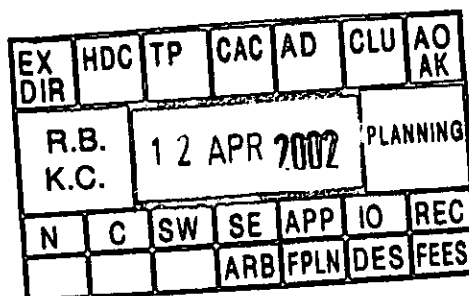 EX DIR HDC TP CAC AD CLU AO AK
R.B. K.C. 12 APR 2002 PLANNING
N C SW SE APP IO REC
ARB FPLN DES FEES